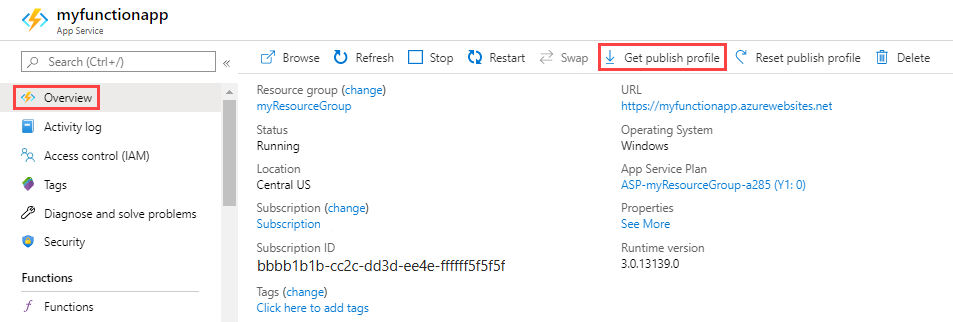 myfunctionapp
App Service
Search (Ctrl+/)
«
Browse Refresh Stop Restart Swap Get publish profile Reset publish profile Delete
Overview
Activity log
Access control (IAM)
Tags
Diagnose and solve problems
Security
Functions
Functions
Resource group (change)
myResourceGroup
Status
Running
Location
Central US
Subscription (change)
Subscription
Subscription ID
bbbb1b1b-cc2c-dd3d-ee4e-ffffff5f5f5f
Tags (change)
Click here to add tags
URL
https://myfunctionapp.azurewebsites.net
Operating System
Windows
App Service Plan
ASP-myResourceGroup-a285 (Y1: 0)
Properties
See More
Runtime version
3.0.13139.0